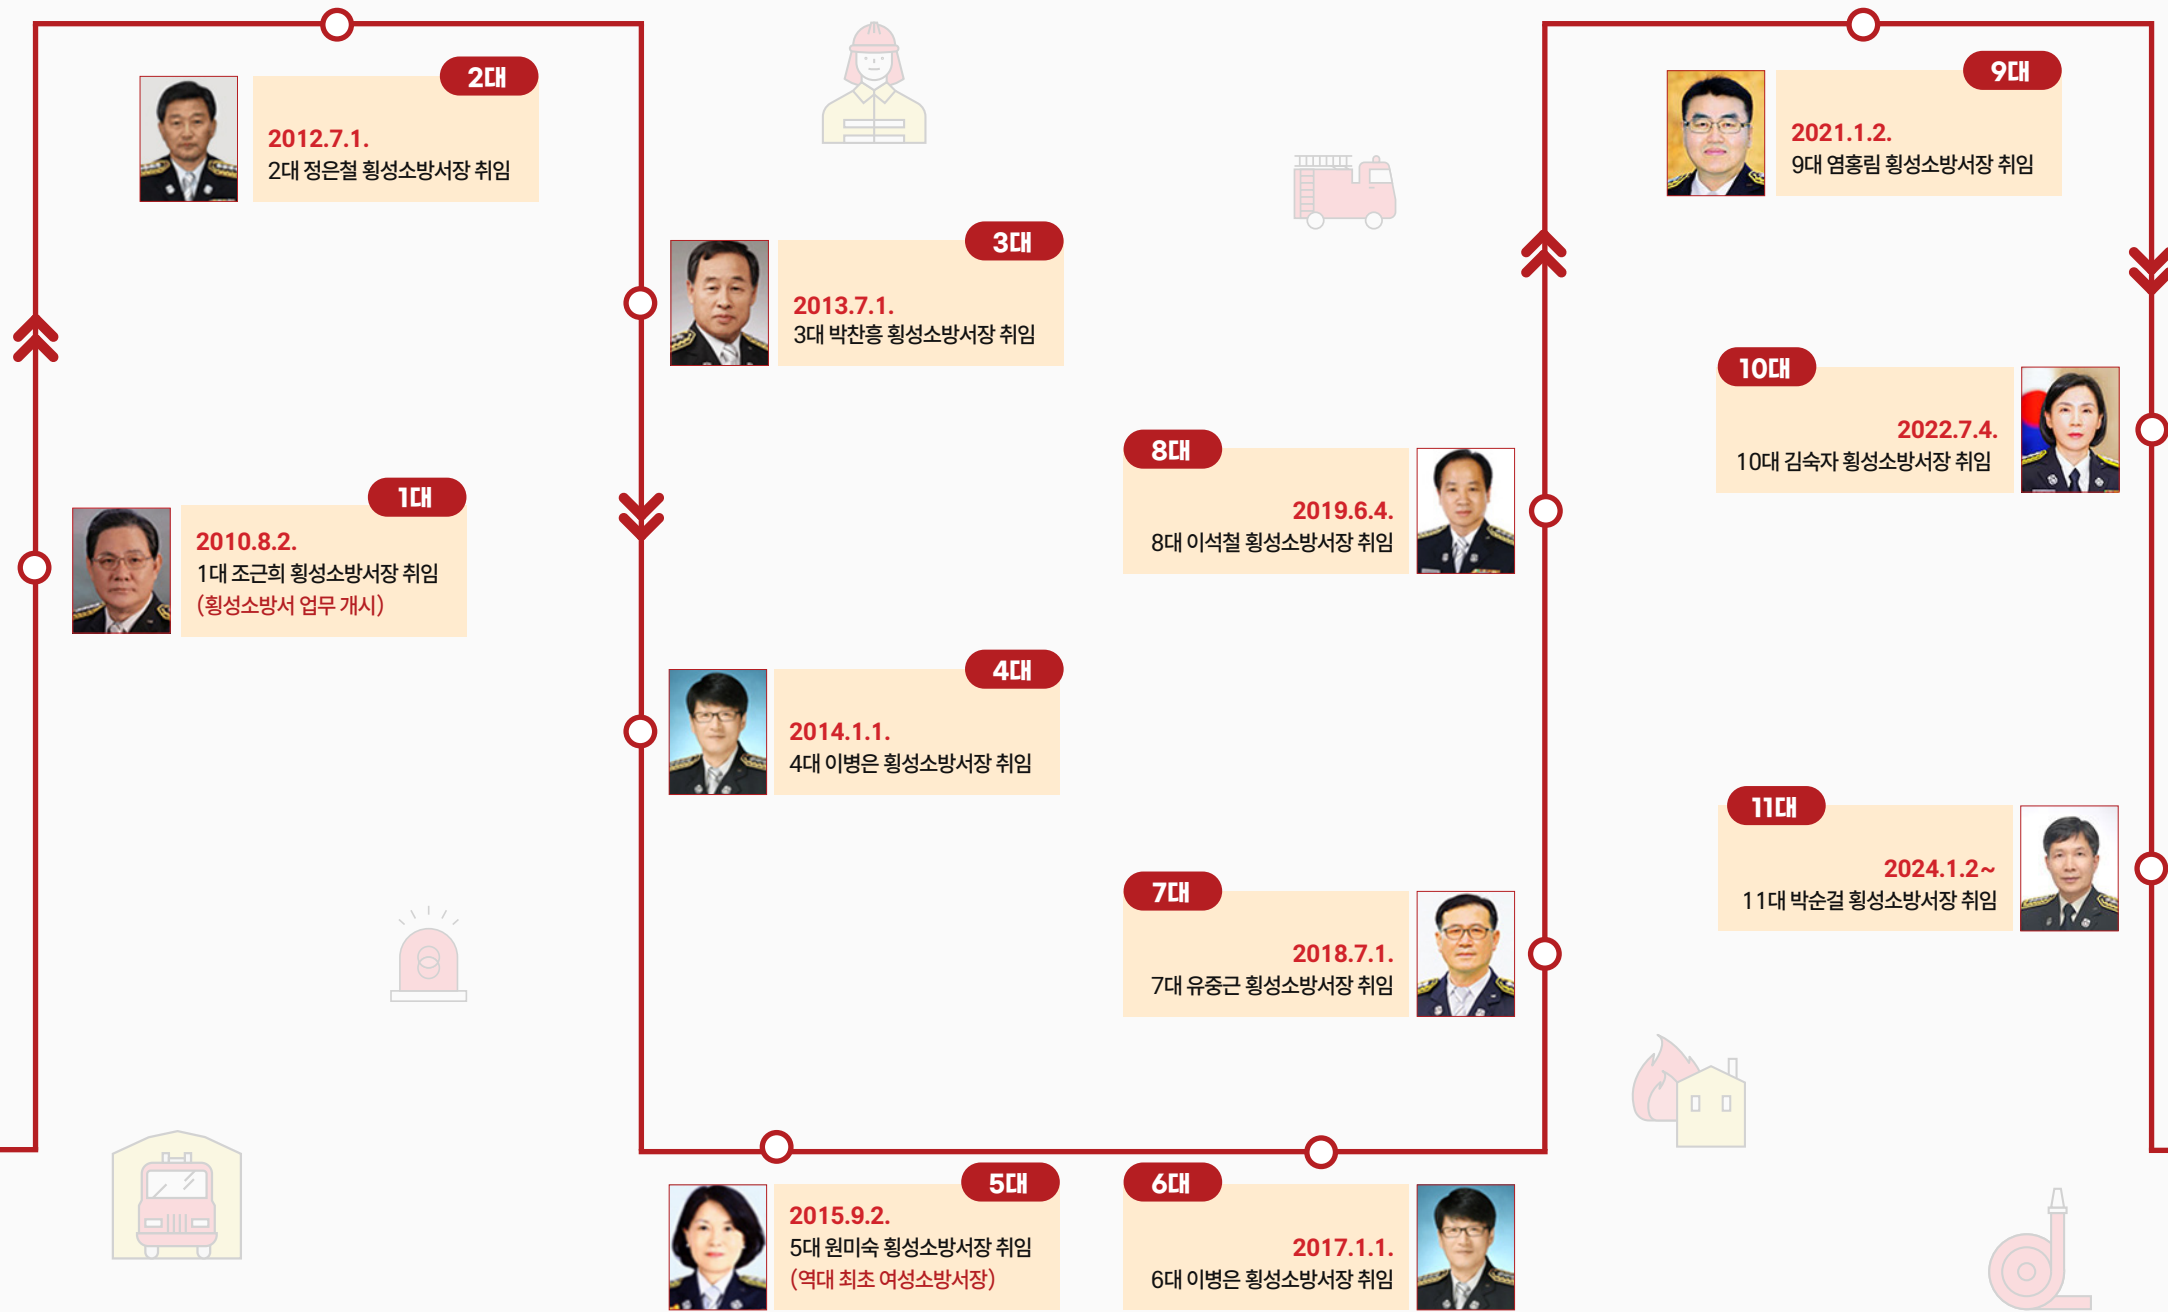 1대
2010.8.2.
1대 조근희 횡성소방서장 취임
(횡성소방서 업무 개시)
2대
2012.7.1.
2대 정은철 횡성소방서장 취임
3대
2013.7.1.
3대 박찬흥 횡성소방서장 취임
4대
2014.1.1.
4대 이병은 횡성소방서장 취임
5대
2015.9.2.
5대 원미숙 횡성소방서장 취임
(역대 최초 여성소방서장)
6대
2017.1.1.
6대 이병은 횡성소방서장 취임
7대
2018.7.1.
7대 유중근 횡성소방서장 취임
8대
2019.6.4.
8대 이석철 횡성소방서장 취임
9대
2021.1.2.
9대 염홍림 횡성소방서장 취임
10대
2022.7.4.
10대 김숙자 횡성소방서장 취임
11대
2024.1.2~
11대 박순걸 횡성소방서장 취임